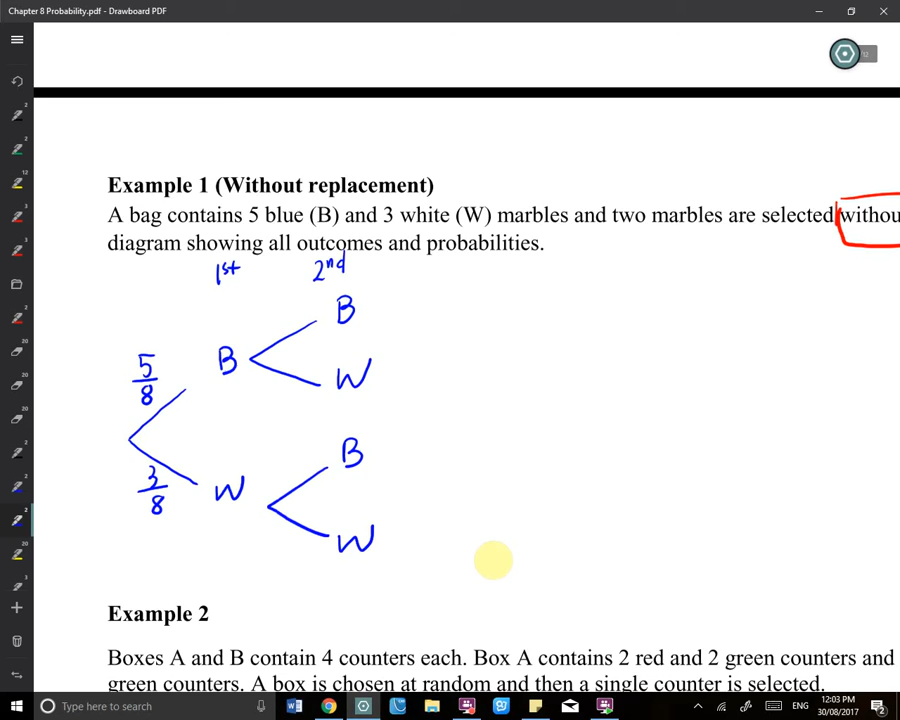 Chapter 8 Probability.pdf - Drawboard PDF
Example 1 (Without replacement)
A bag contains 5 blue (B) and 3 white (W) marbles and two marbles are selected withou
diagram showing all outcomes and probabilities.
1st 2nd
B
5/8 B
W
B
3/8 W
W
Example 2
Boxes A and B contain 4 counters each. Box A contains 2 red and 2 green counters and
green counters. A box is chosen at random and then a single counter is selected.
Type here to search
ENG
12:03 PM
30/08/2017